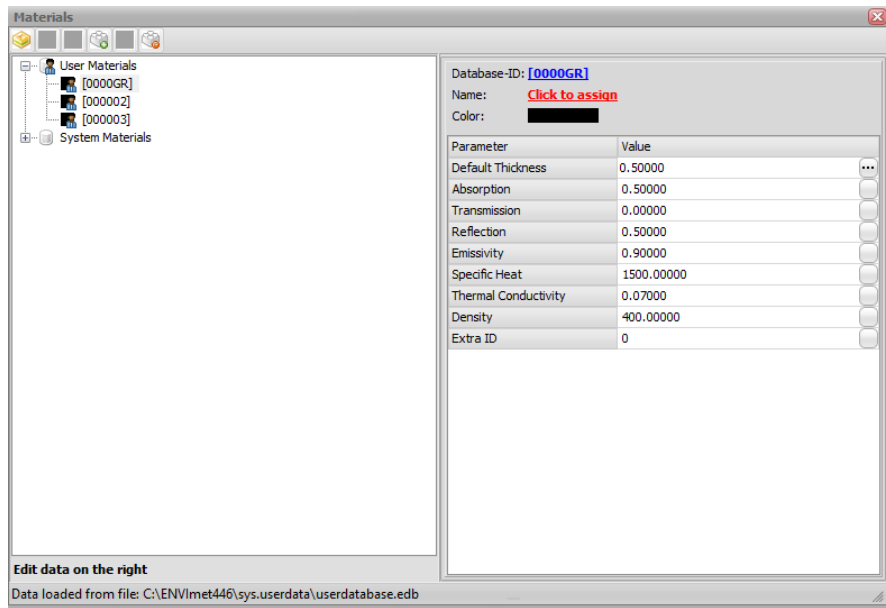 Materials
User Materials
[0000GR]
[000002]
[000003]
System Materials
Edit data on the right
Database-ID: [0000GR]
Name: Click to assign
Color:
Parameter Value
Default Thickness 0.50000
Absorption 0.50000
Transmission 0.00000
Reflection 0.50000
Emissivity 0.90000
Specific Heat 1500.00000
Thermal Conductivity 0.07000
Density 400.00000
Extra ID 0
Data loaded from file: C:\ENVImet446\sys.userdata\userdatabase.edb